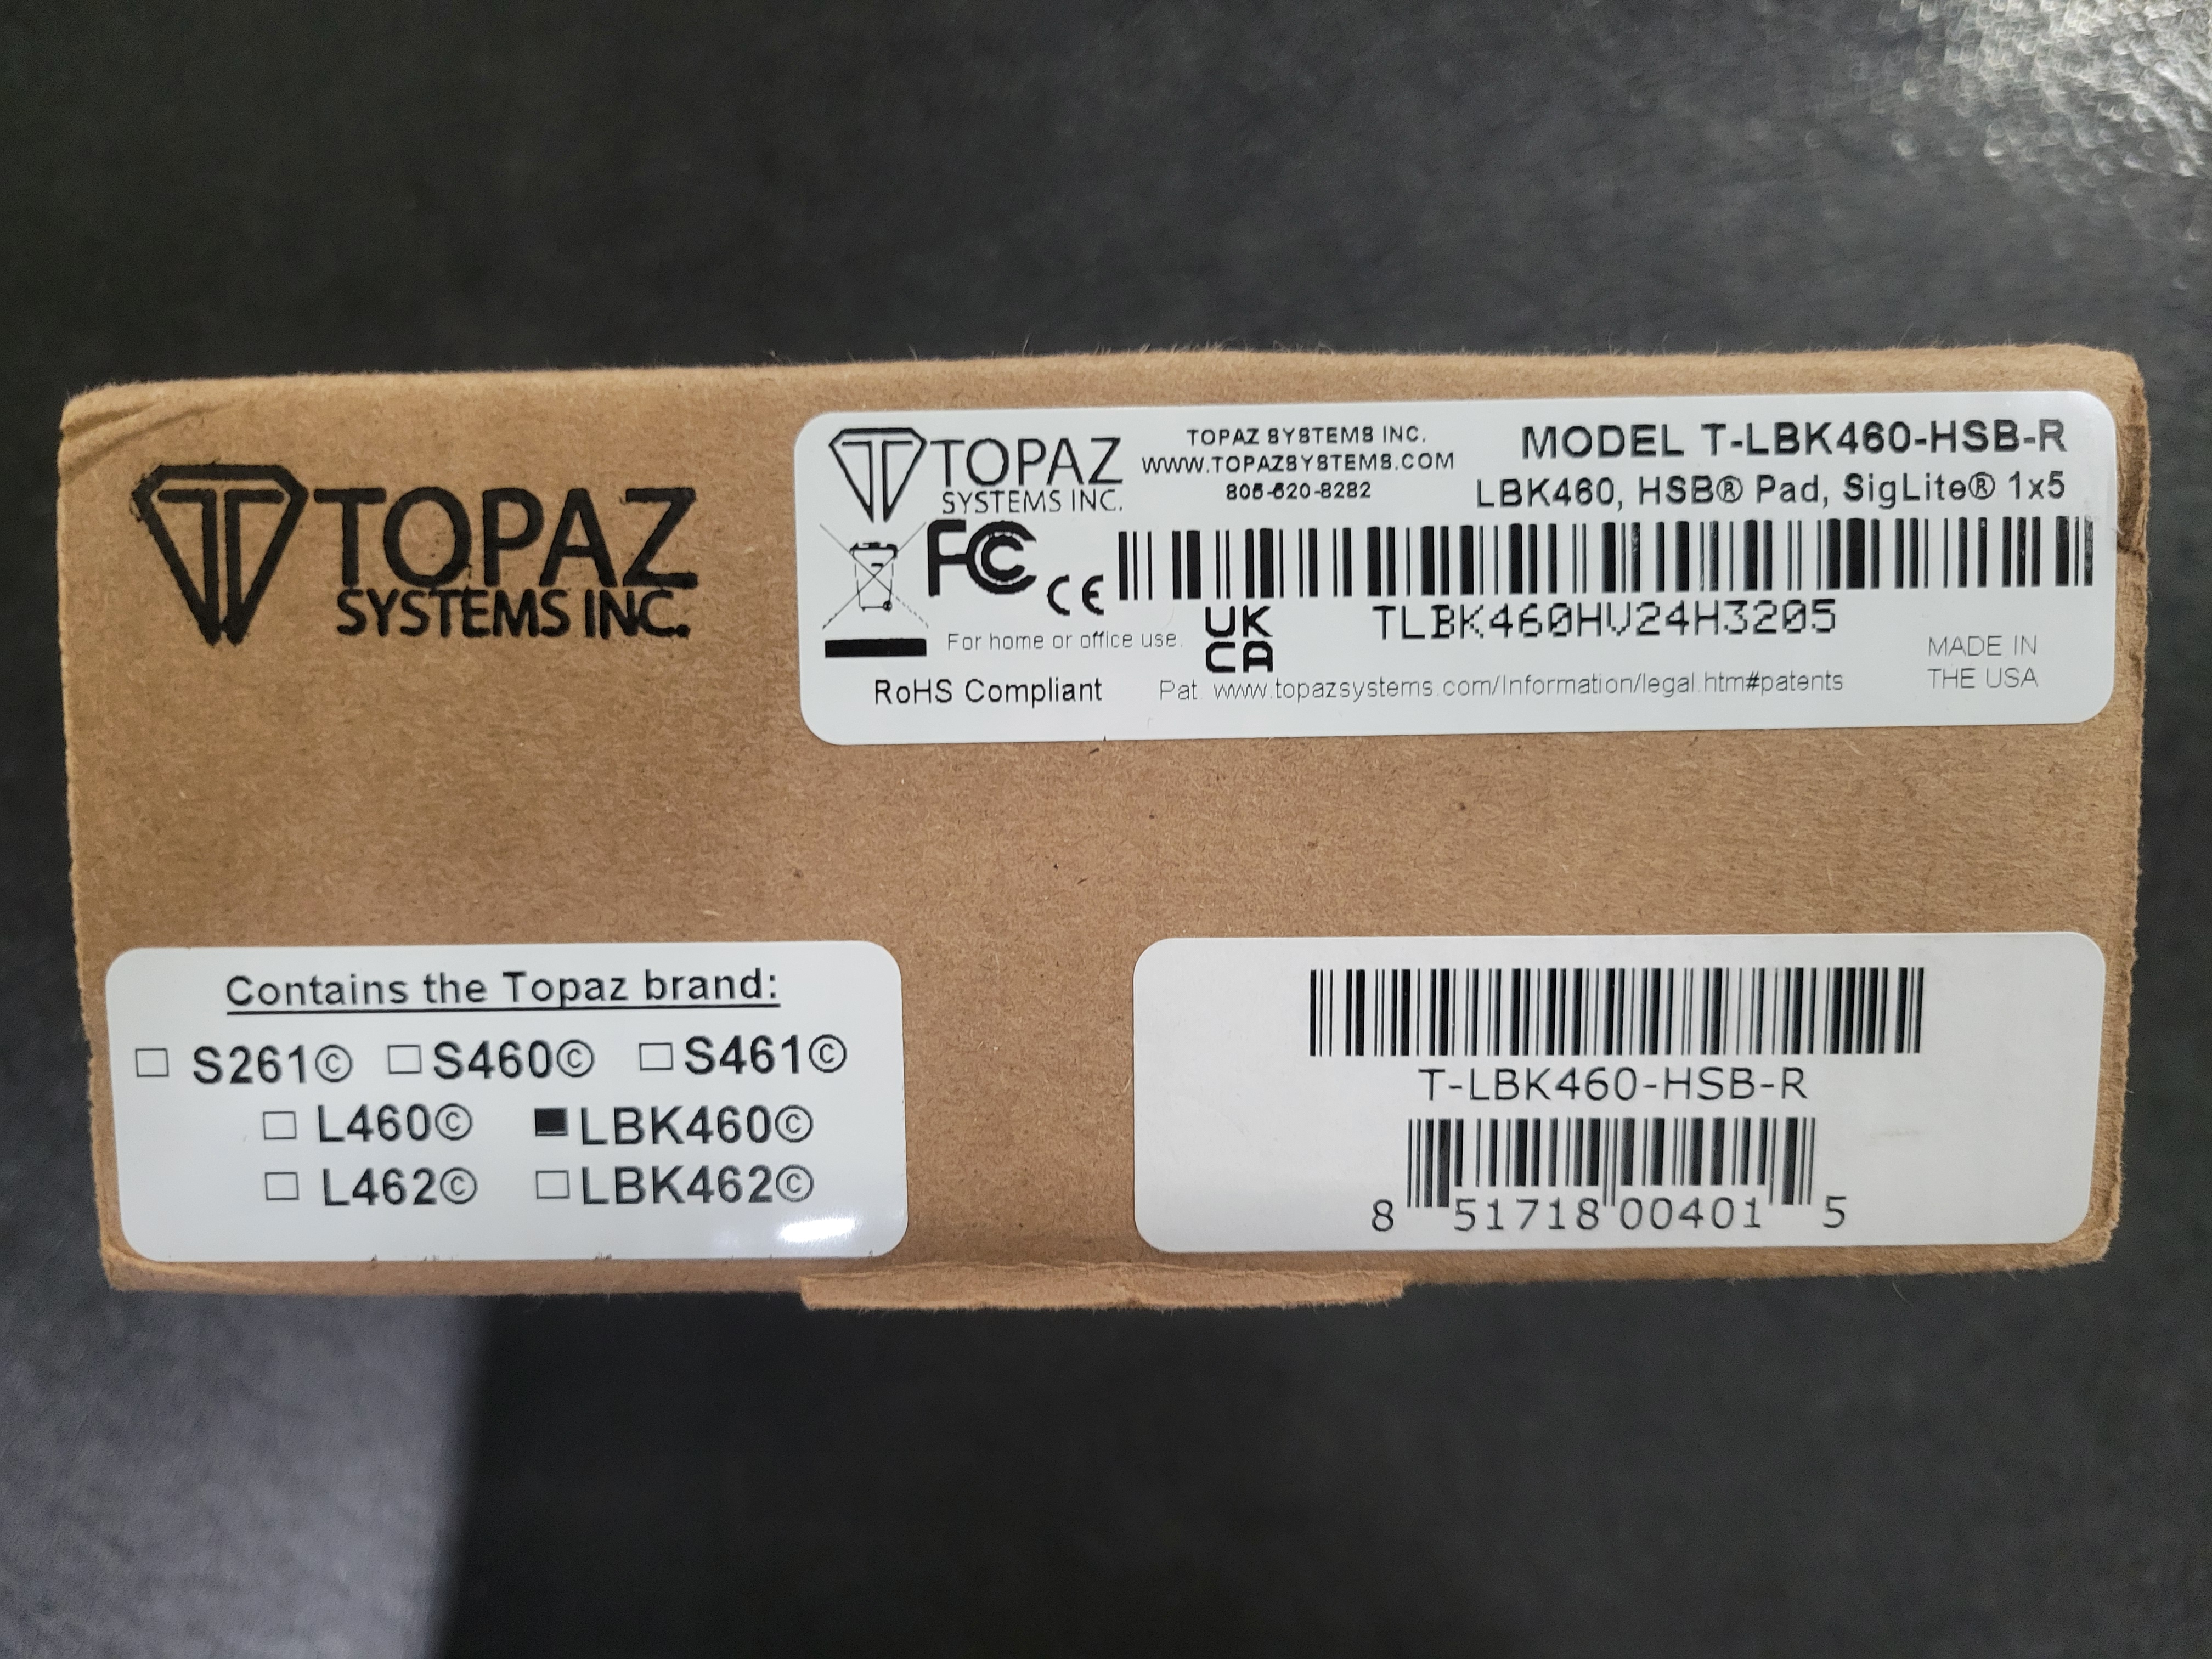 TOPAZ
SYSTEMS INC.
TOPAZ
SYSTEMS INC.
TOPAZ SYSTEMS INC.
WWW.TOPAZSYSTEMS.COM
805-520-8282
MODEL T-LBK460-HSB-R
LBK460, HSB® Pad, SigLite® 1x5
FC CE
TLBK460HV24H3205
UK
CA
For home or office use.
RoHS Compliant
Pat www.topazsystems.com/Information/legal.htm#patents
MADE IN
THE USA
Contains the Topaz brand:
S261© S460© S461©
L460© LBK460©
L462© LBK462©
T-LBK460-HSB-R
8 51718 00401 5